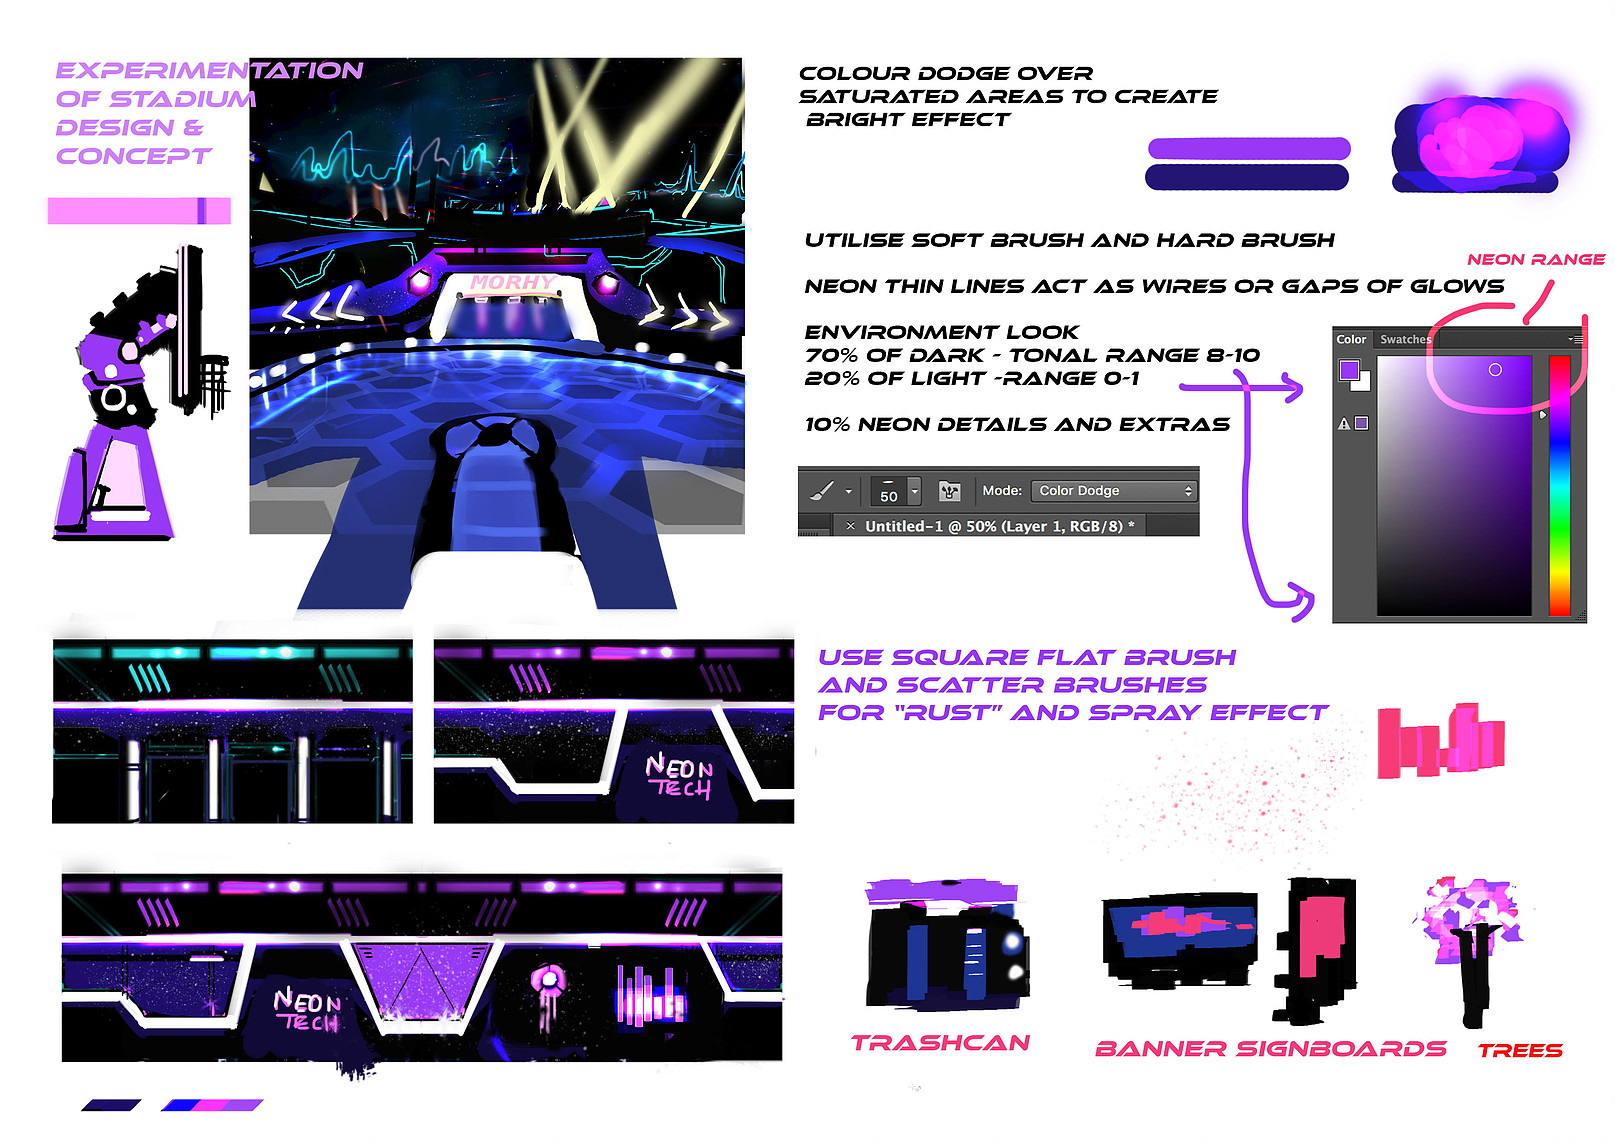 EXPERIMENTATION
OF STADIUM
DESIGN &
CONCEPT
MORHY
COLOUR DODGE OVER
SATURATED AREAS TO CREATE
BRIGHT EFFECT
UTILISE SOFT BRUSH AND HARD BRUSH
NEON RANGE
NEON THIN LINES ACT AS WIRES OR GAPS OF GLOWS
ENVIRONMENT LOOK
70% OF DARK - TONAL RANGE 8-10
20% OF LIGHT -RANGE 0-1
10% NEON DETAILS AND EXTRAS
Color Swatches
50 Mode: Color Dodge
× Untitled-1 @ 50% (Layer 1, RGB/8) *
NEON
TECH
USE SQUARE FLAT BRUSH
AND SCATTER BRUSHES
FOR “RUST” AND SPRAY EFFECT
NEON
TECH
TRASHCAN
BANNER SIGNBOARDS
TREES